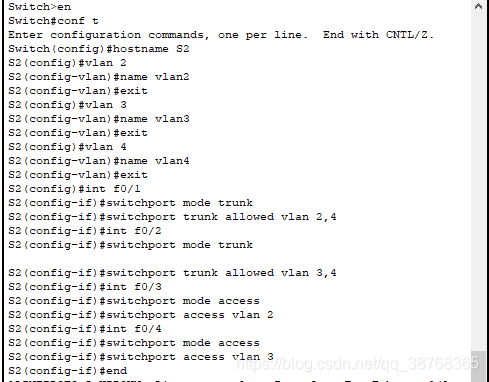 Switch>en
Switch#conf t
Enter configuration commands, one per line.  End with CNTL/Z.
Switch(config)#hostname S2
S2(config)#vlan 2
S2(config-vlan)#name vlan2
S2(config-vlan)#exit
S2(config)#vlan 3
S2(config-vlan)#name vlan3
S2(config-vlan)#exit
S2(config)#vlan 4
S2(config-vlan)#name vlan4
S2(config-vlan)#exit
S2(config)#int f0/1
S2(config-if)#switchport mode trunk
S2(config-if)#switchport trunk allowed vlan 2,4
S2(config-if)#int f0/2
S2(config-if)#switchport mode trunk
S2(config-if)#switchport trunk allowed vlan 3,4
S2(config-if)#int f0/3
S2(config-if)#switchport mode access
S2(config-if)#switchport access vlan 2
S2(config-if)#int f0/4
S2(config-if)#switchport mode access
S2(config-if)#switchport access vlan 3
https://blog.csdn.net/qq_38768365
S2(config-if)#end